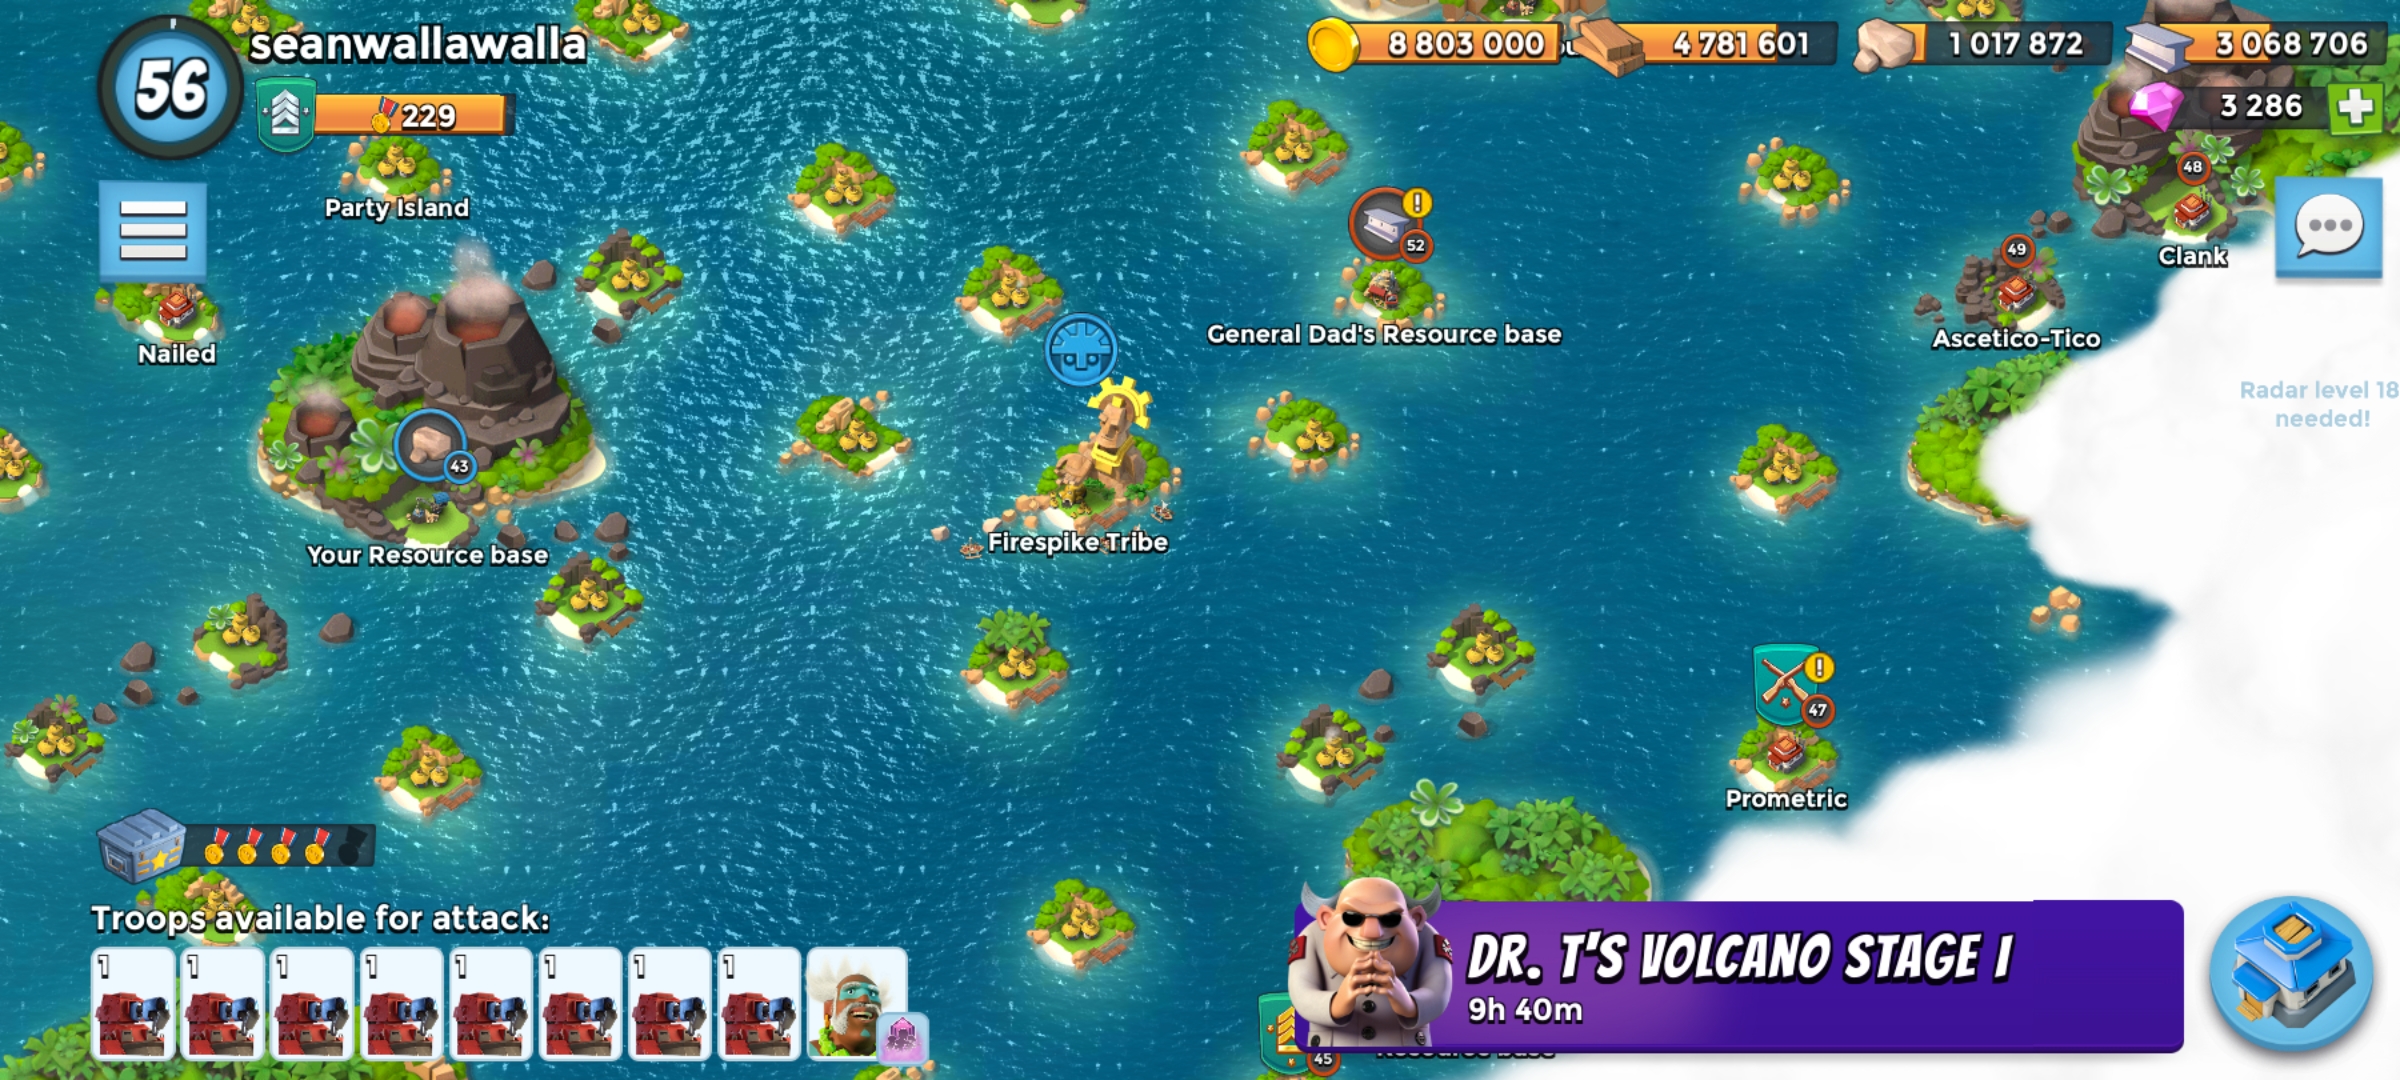 56
seanwallawalla
229
8 803 000
4 781 601
1 017 872
3 068 706
3 286
Party Island
48
Clank
52
49
General Dad's Resource base
Ascetico-Tico
Nailed
Radar level 18
needed!
43
Firespike Tribe
Your Resource base
47
Prometric
Troops available for attack:
1
1
1
1
1
1
1
1
DR. T'S VOLCANO STAGE I
9h 40m
45